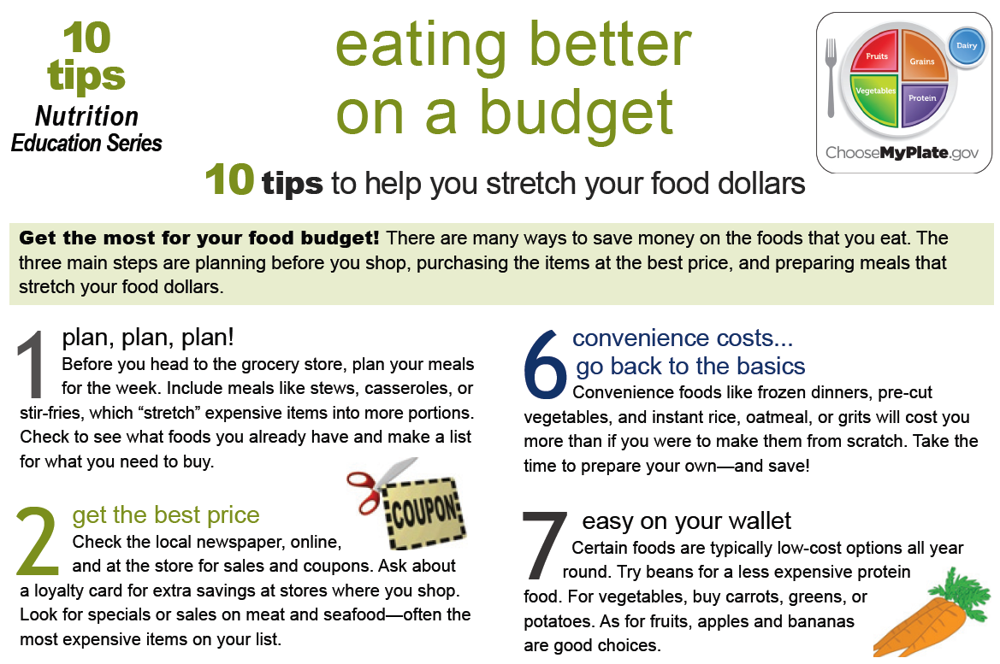 10
tips
Nutrition
Education Series
eating better
on a budget
10 tips to help you stretch your food dollars
Fruits
Grains
Dairy
Vegetables
Protein
ChooseMyPlate.gov
Get the most for your food budget! There are many ways to save money on the foods that you eat. The
three main steps are planning before you shop, purchasing the items at the best price, and preparing meals that
stretch your food dollars.
1 plan, plan, plan!
Before you head to the grocery store, plan your meals
for the week. Include meals like stews, casseroles, or
stir-fries, which “stretch” expensive items into more portions.
Check to see what foods you already have and make a list
for what you need to buy.
COUPON
2 get the best price
Check the local newspaper, online,
and at the store for sales and coupons. Ask about
a loyalty card for extra savings at stores where you shop.
Look for specials or sales on meat and seafood—often the
most expensive items on your list.
6 convenience costs...
go back to the basics
Convenience foods like frozen dinners, pre-cut
vegetables, and instant rice, oatmeal, or grits will cost you
more than if you were to make them from scratch. Take the
time to prepare your own—and save!
7 easy on your wallet
Certain foods are typically low-cost options all year
round. Try beans for a less expensive protein
food. For vegetables, buy carrots, greens, or
potatoes. As for fruits, apples and bananas
are good choices.